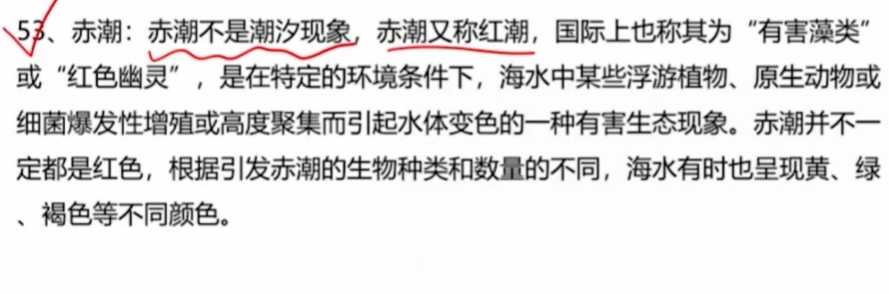 53、赤潮：赤潮不是潮汐现象，赤潮又称红潮，国际上也称其为“有害藻类”
或“红色幽灵”，是在特定的环境条件下，海水中某些浮游植物、原生动物或
细菌爆发性增殖或高度聚集而引起水体变色的一种有害生态现象。赤潮并不一
定都是红色，根据引发赤潮的生物种类和数量的不同，海水有时也呈现黄、绿
、褐色等不同颜色。